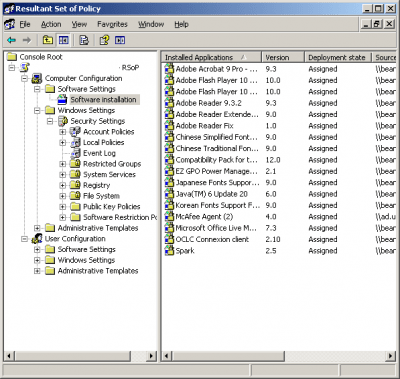 Resultant Set of Policy
File Action View Favorites Window Help
Console Root
- RSoP
Computer Configuration
Software Settings
Software installation
Windows Settings
Security Settings
Account Policies
Local Policies
Event Log
Restricted Groups
System Services
Registry
File System
Public Key Policies
Software Restriction Po
Administrative Templates
User Configuration
Software Settings
Windows Settings
Administrative Templates
Installed Applications Version Deployment state Source
Adobe Acrobat 9 Pro - ... 9.3 Assigned \\bear
Adobe Flash Player 10 ... 10.0 Assigned \\bear
Adobe Flash Player 10 ... 10.0 Assigned \\bear
Adobe Reader 9.3.2 9.3 Assigned \\bear
Adobe Reader Extende... 9.0 Assigned \\bear
Adobe Reader Fix 1.0 Assigned \\bear
Chinese Simplified Font... 9.0 Assigned \\bear
Chinese Traditional Fon... 9.0 Assigned \\bear
Compatibility Pack for t... 12.0 Assigned \\bear
EZ GPO Power Manage... 2.1 Assigned \\bear
Japanese Fonts Suppor... 9.0 Assigned \\bear
Java(TM) 6 Update 20 6.0 Assigned \\bear
Korean Fonts Support F... 9.0 Assigned \\bear
McAfee Agent (2) 4.0 Assigned \\ad.u
Microsoft Office Live M... 7.3 Assigned \\bear
OCLC Connexion client 2.10 Assigned \\bear
Spark 2.5 Assigned \\bear